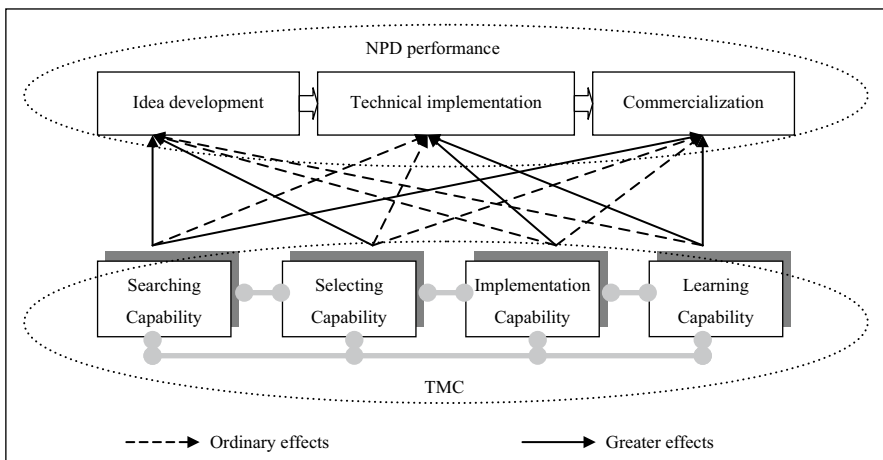 NPD performance
Idea development
Technical implementation
Commercialization
Searching
Capability
Selecting
Capability
Implementation
Capability
Learning
Capability
TMC
Ordinary effects
Greater effects